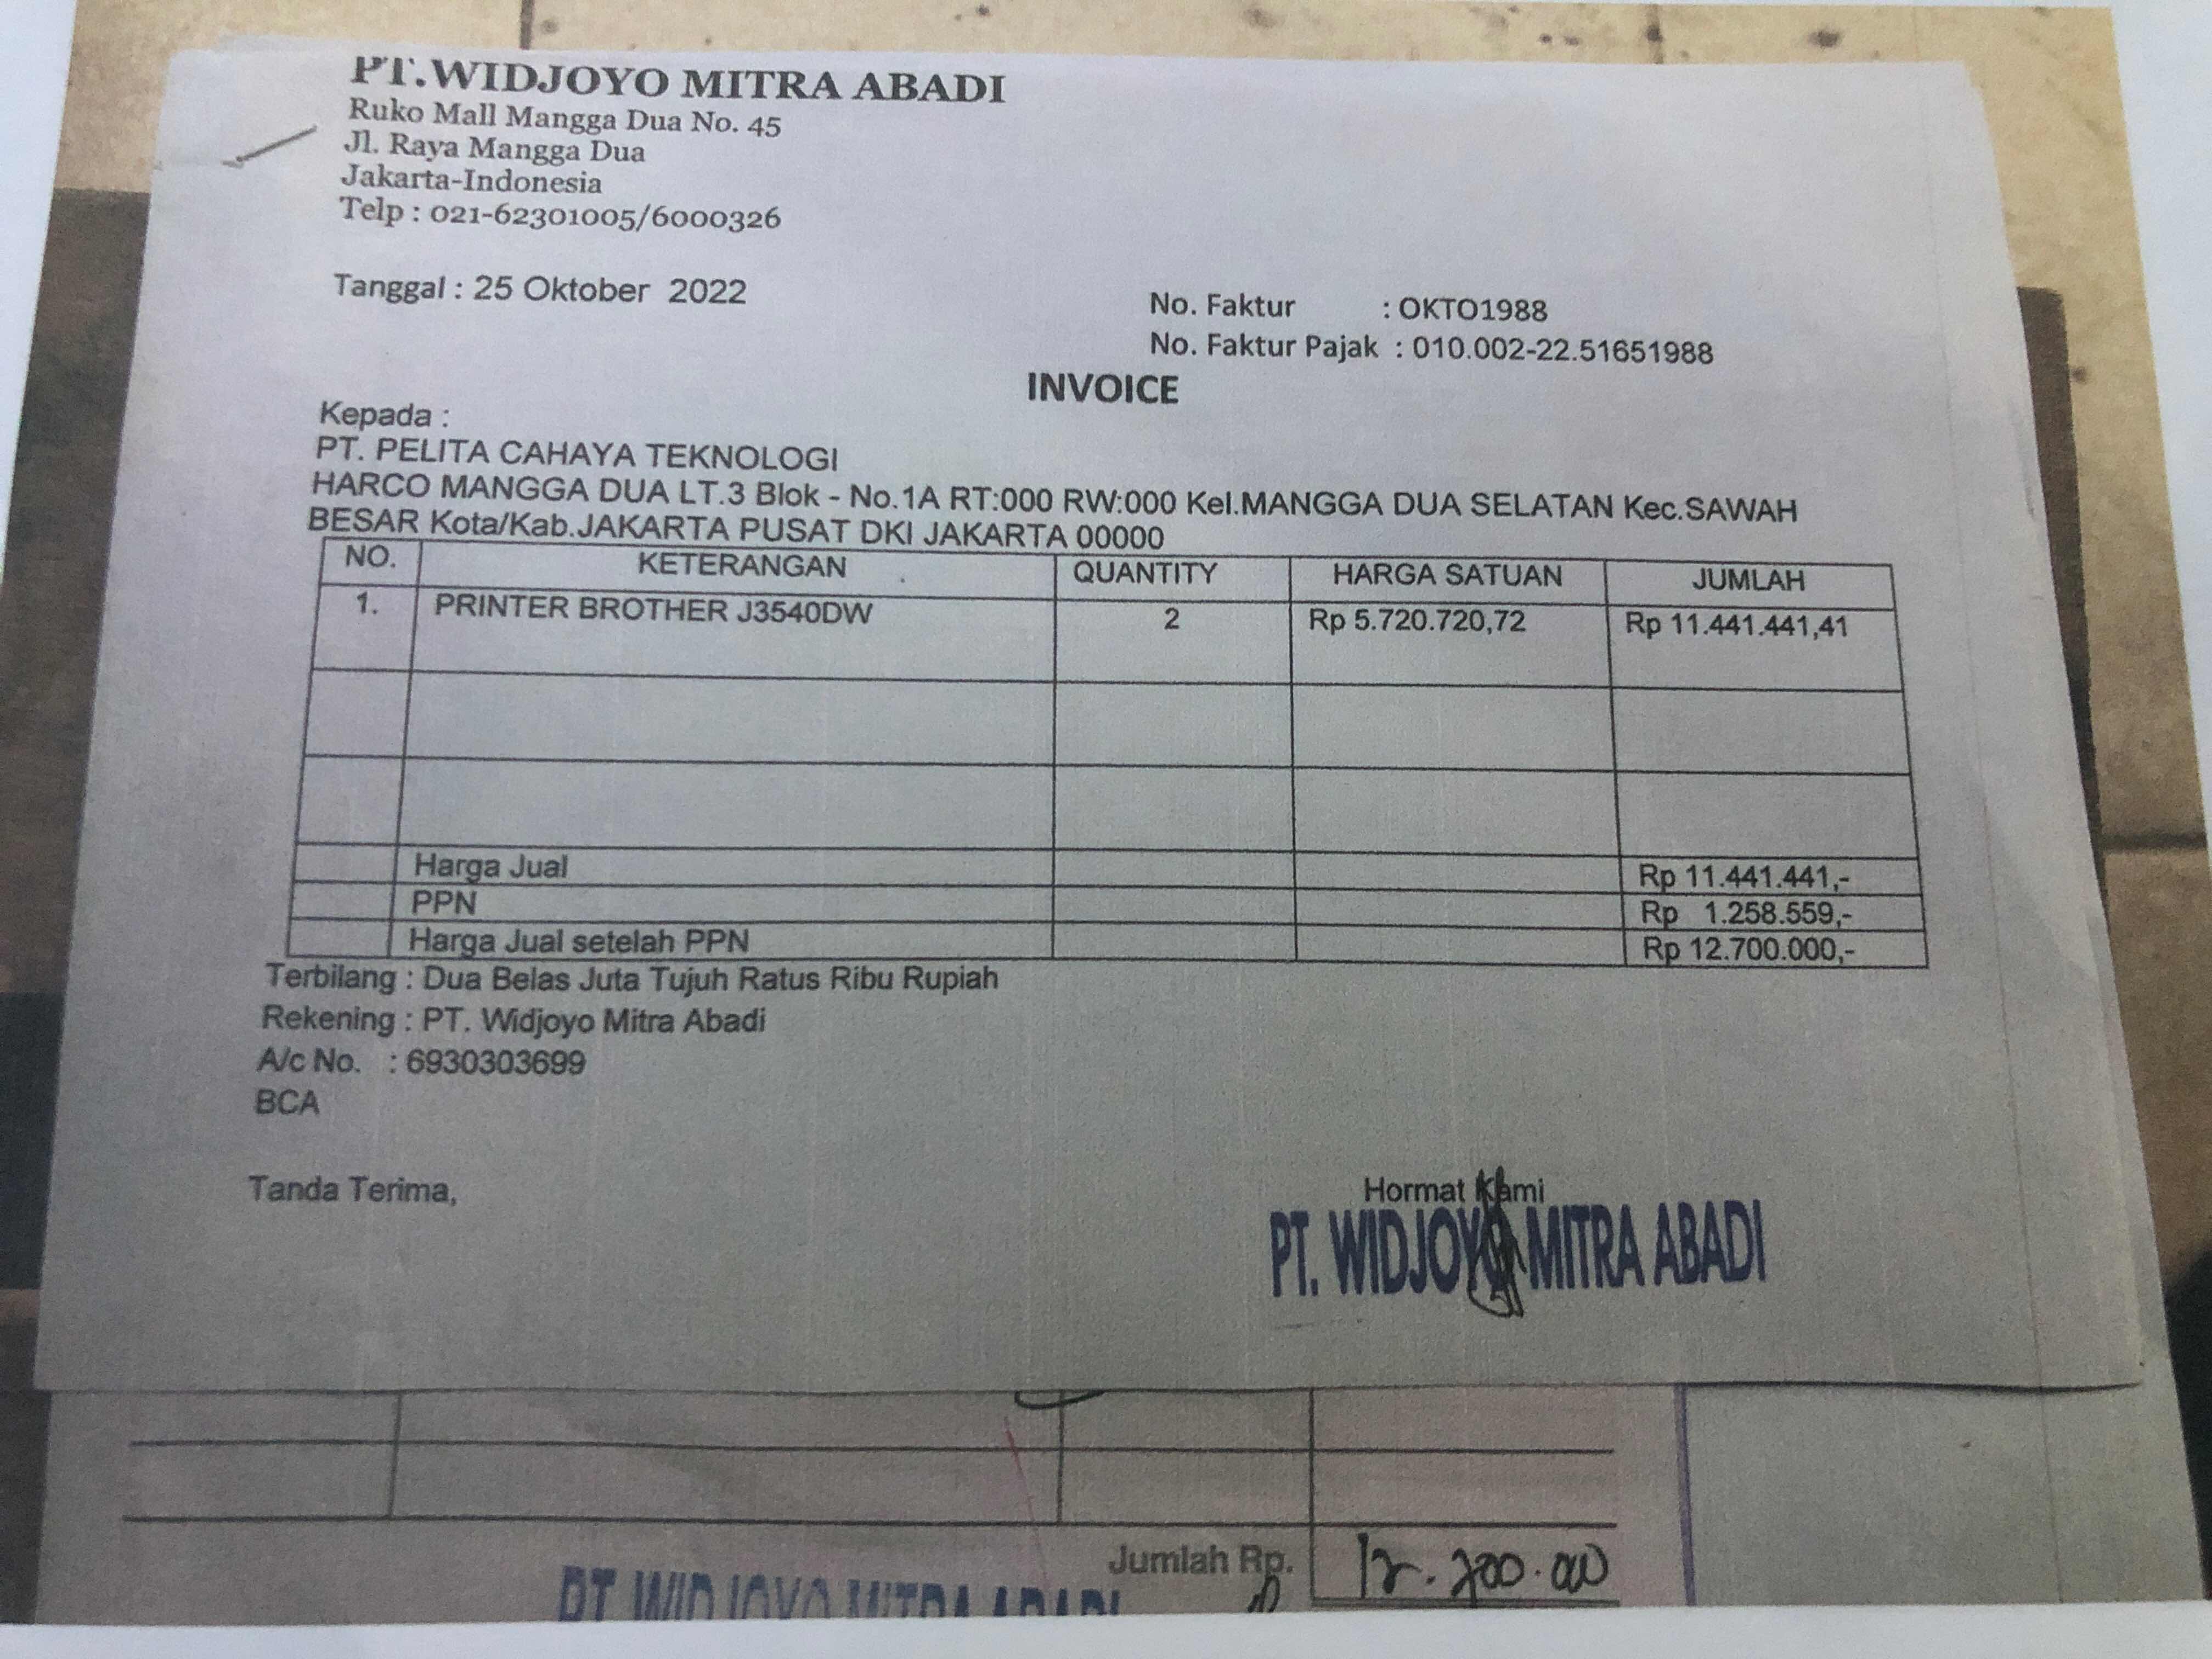 PT.WIDJOYO MITRA ABADI
Ruko Mall Mangga Dua No. 45
Jl. Raya Mangga Dua
Jakarta-Indonesia
Telp : 021-62301005/6000326
Tanggal : 25 Oktober 2022
No. Faktur : OKTO1988
No. Faktur Pajak : 010.002-22.51651988
INVOICE
Kepada :
PT. PELITA CAHAYA TEKNOLOGI
HARCO MANGGA DUA LT.3 Blok - No.1A RT:000 RW:000 Kel.MANGGA DUA SELATAN Kec.SAWAH
BESAR Kota/Kab.JAKARTA PUSAT DKI JAKARTA 00000
NO. KETERANGAN QUANTITY HARGA SATUAN JUMLAH
1. PRINTER BROTHER J3540DW 2 Rp 5.720.720,72 Rp 11.441.441,41
Harga Jual Rp 11.441.441,-
PPN Rp 1.258.559,-
Harga Jual setelah PPN Rp 12.700.000,-
Terbilang : Dua Belas Juta Tujuh Ratus Ribu Rupiah
Rekening : PT. Widjoyo Mitra Abadi
A/c No. : 6930303699
BCA
Tanda Terima,
Hormat Kami
PT. WIDJOYO MITRA ABADI
Jumlah Rp. 12.700.000
PT WIDJOYO MITRA ABADI